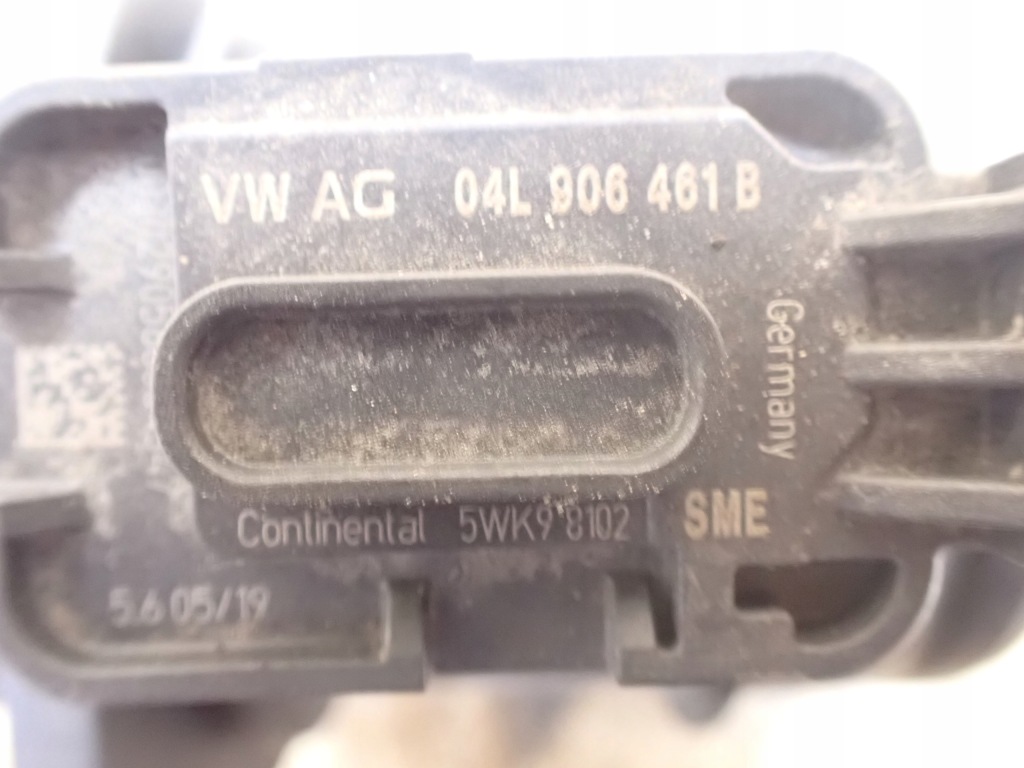 VW AG 04L 906 461 B
Germany
Continental 5WK9 8102
SME
5.6 05/19